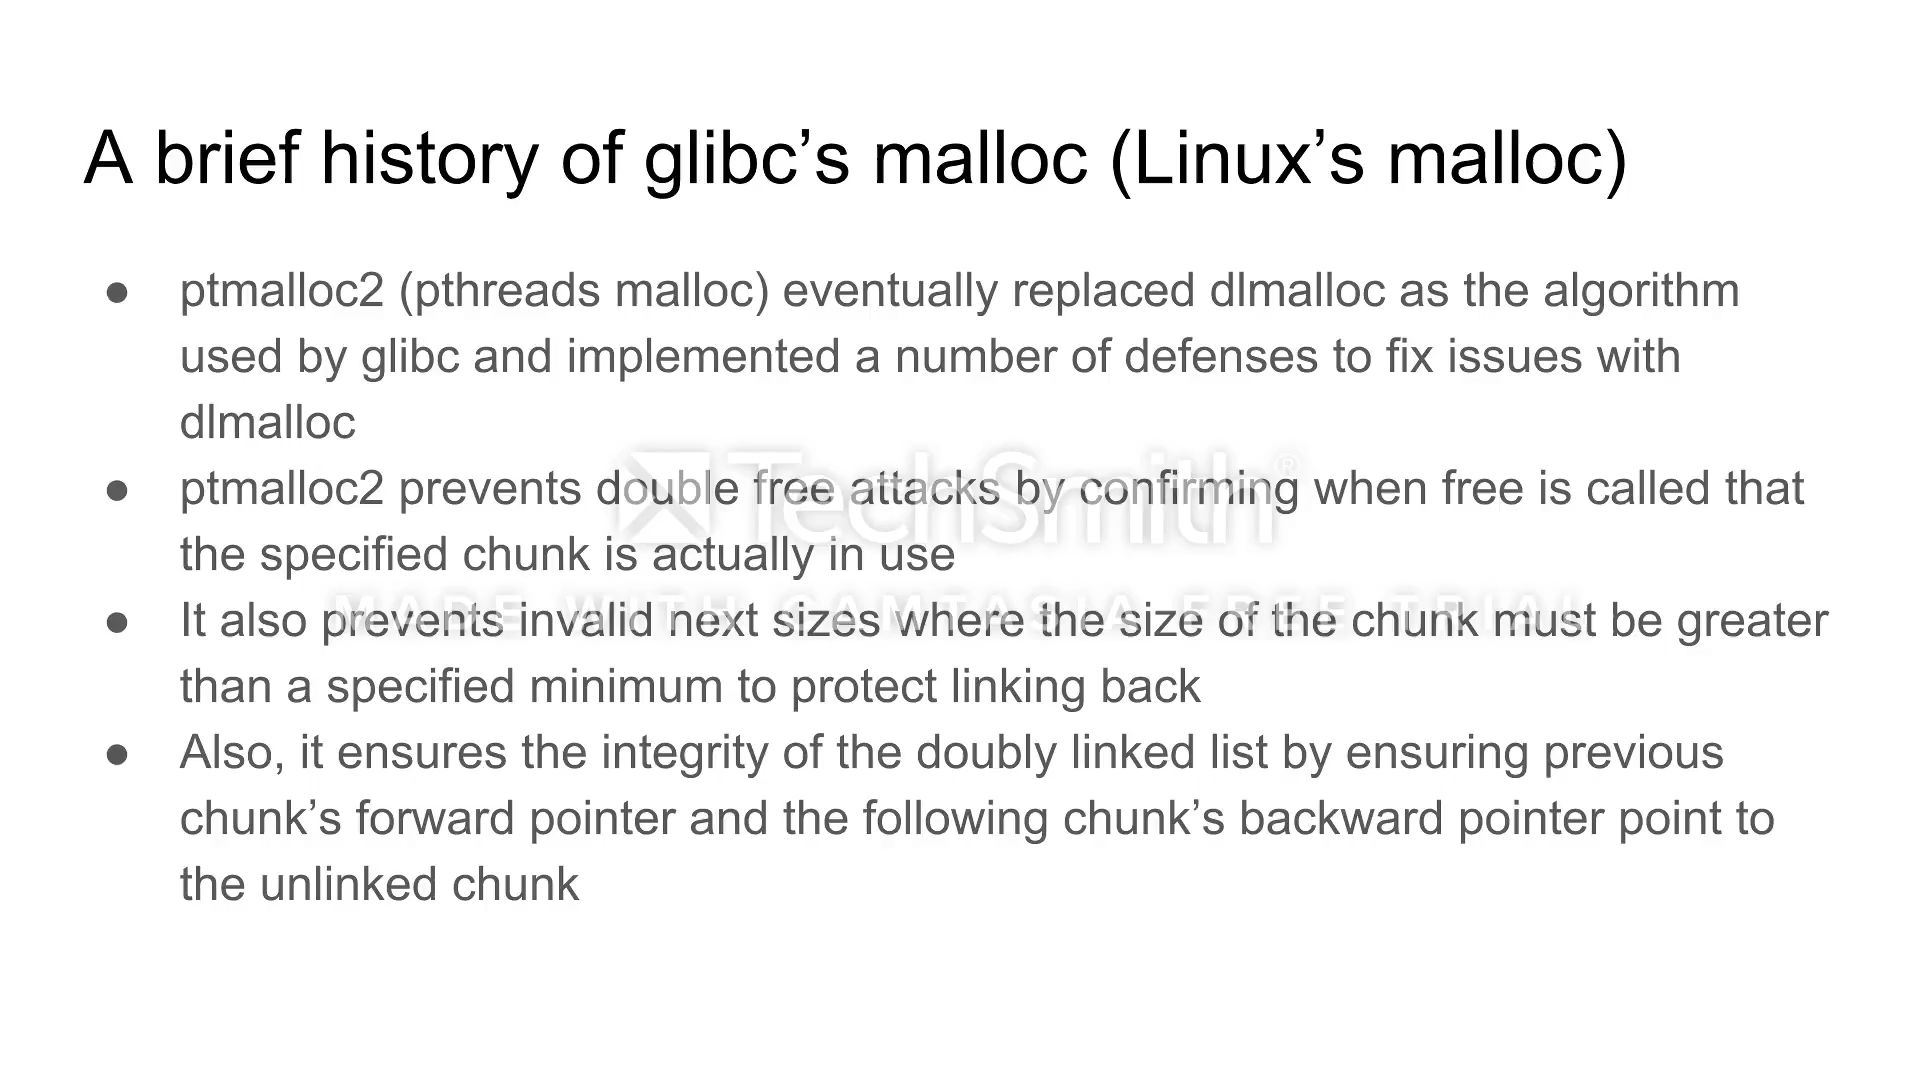 A brief history of glibc’s malloc (Linux’s malloc)
● ptmalloc2 (pthreads malloc) eventually replaced dlmalloc as the algorithm
used by glibc and implemented a number of defenses to fix issues with
dlmalloc
● ptmalloc2 prevents double free attacks by confirming when free is called that
the specified chunk is actually in use
● It also prevents invalid next sizes where the size of the chunk must be greater
than a specified minimum to protect linking back
● Also, it ensures the integrity of the doubly linked list by ensuring previous
chunk’s forward pointer and the following chunk’s backward pointer point to
the unlinked chunk
TechSmith®
MADE WITH CAMTASIA FREE TRIAL